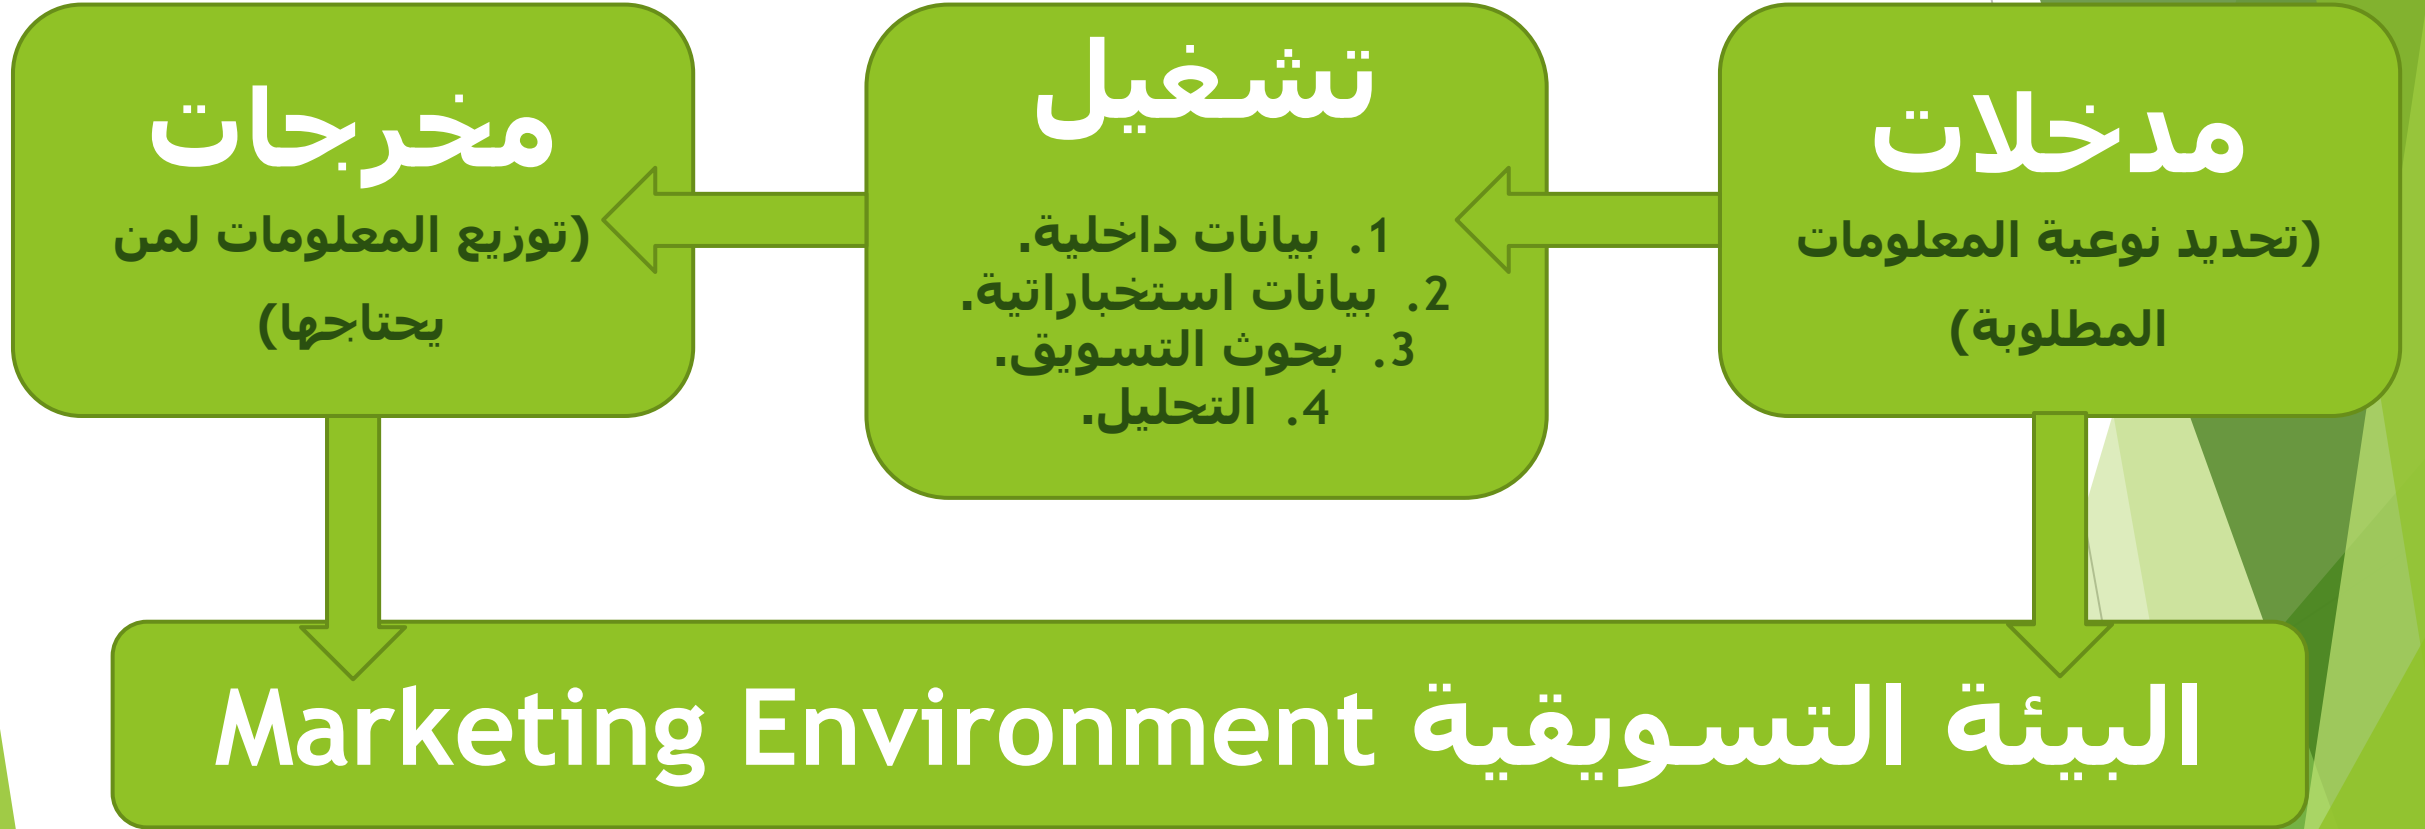 مدخلات
(تحديد نوعية المعلومات
المطلوبة)
تشغيل
1. بيانات داخلية.
2. بيانات استخباراتية.
3. بحوث التسويق.
4. التحليل.
مخرجات
(توزيع المعلومات لمن
يحتاجها)
البيئة التسويقية Marketing Environment